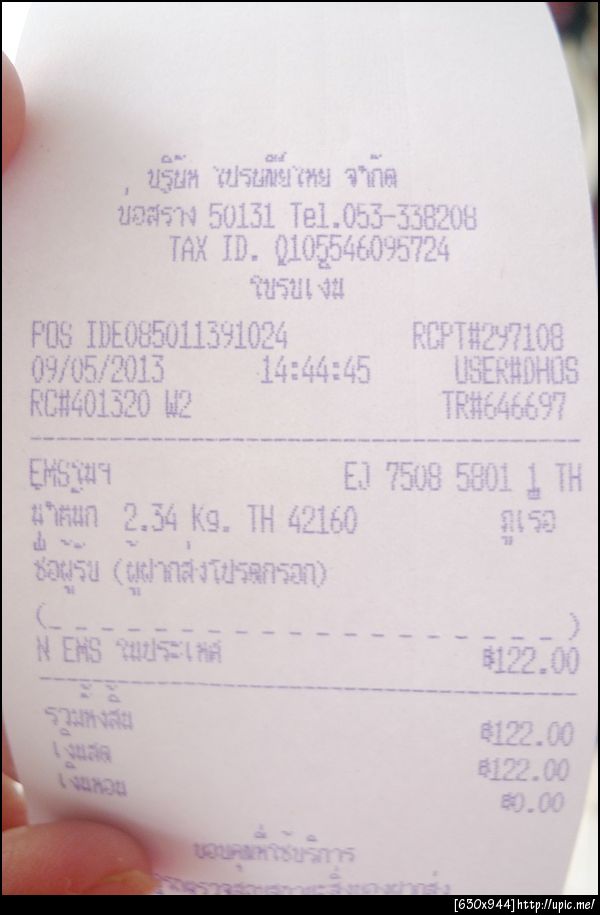 บริษัท ไปรษณีย์ไทย จำกัด
บ่อสร้าง 50131 Tel.053-338208
TAX ID. 0105546095724
ใบรับเงิน
POS IDE085011391024 RCPT#297108
09/05/2013 14:44:45 USER#DHOS
RC#401320 W2 TR#646697
EMSในฯ EJ 7508 5801 1 TH
น้ำหนัก 2.34 Kg. TH 42160 ภูเรือ
ชื่อผู้รับ (ผู้ฝากส่งโปรดกรอก)
(_ _ _ _ _ _ _ _ _ _ _ _ _ _ _ _ _)
N EMS ในประเทศ ฿122.00
รวมทั้งสิ้น ฿122.00
เงินสด ฿122.00
เงินทอน ฿0.00
ขอบคุณที่ใช้บริการ
[630x944]http://upic.me/